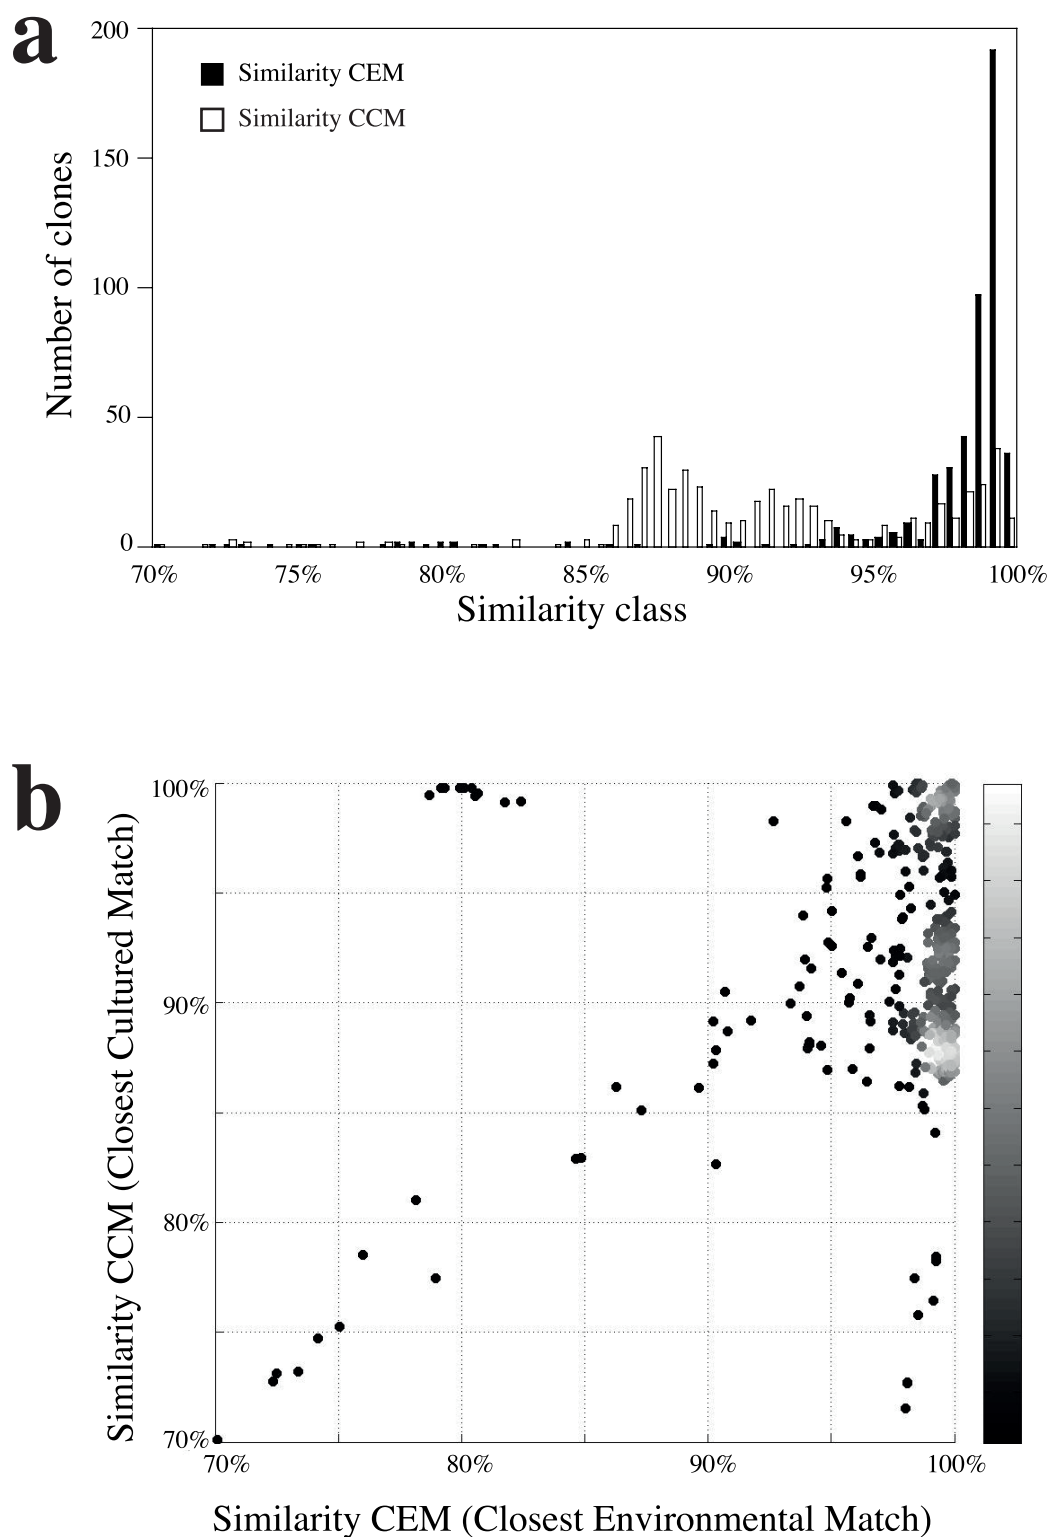 a
200
Similarity CEM
Similarity CCM
150
100
50
0
Number of clones
70% 75% 80% 85% 90% 95% 100%
Similarity class
b
100%
90%
80%
70%
Similarity CCM (Closest Cultured Match)
70% 80% 90% 100%
Similarity CEM (Closest Environmental Match)